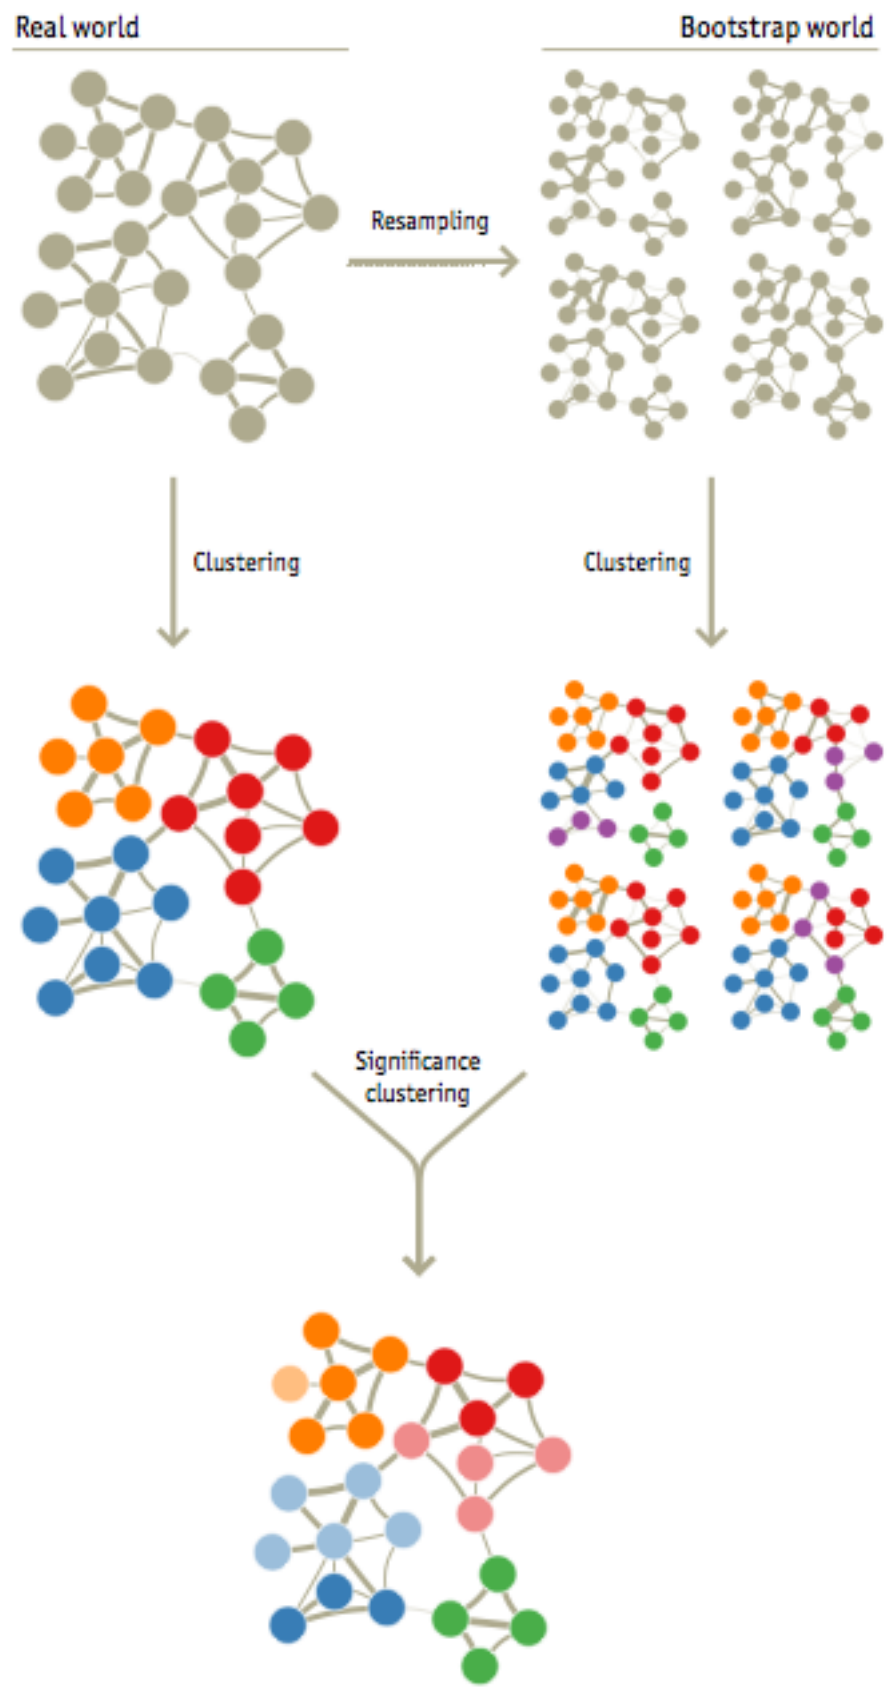 Real world
Bootstrap world
Resampling
Clustering
Clustering
Significance
clustering